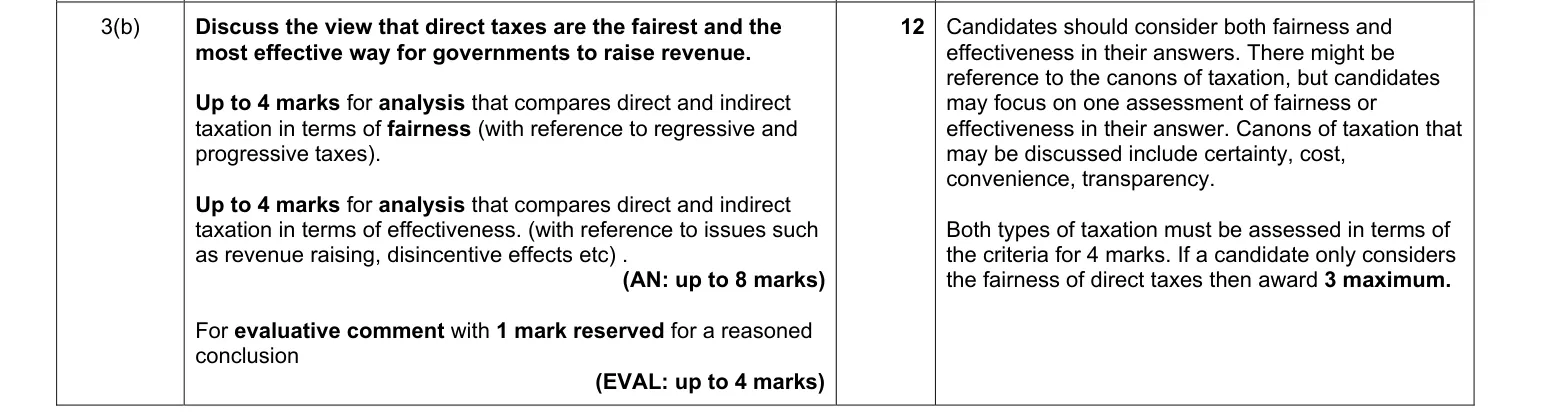 3(b)
Discuss the view that direct taxes are the fairest and the
most effective way for governments to raise revenue.
Up to 4 marks for analysis that compares direct and indirect
taxation in terms of fairness (with reference to regressive and
progressive taxes).
Up to 4 marks for analysis that compares direct and indirect
taxation in terms of effectiveness. (with reference to issues such
as revenue raising, disincentive effects etc) .
(AN: up to 8 marks)
For evaluative comment with 1 mark reserved for a reasoned
conclusion
(EVAL: up to 4 marks)
12
Candidates should consider both fairness and
effectiveness in their answers. There might be
reference to the canons of taxation, but candidates
may focus on one assessment of fairness or
effectiveness in their answer. Canons of taxation that
may be discussed include certainty, cost,
convenience, transparency.
Both types of taxation must be assessed in terms of
the criteria for 4 marks. If a candidate only considers
the fairness of direct taxes then award 3 maximum.